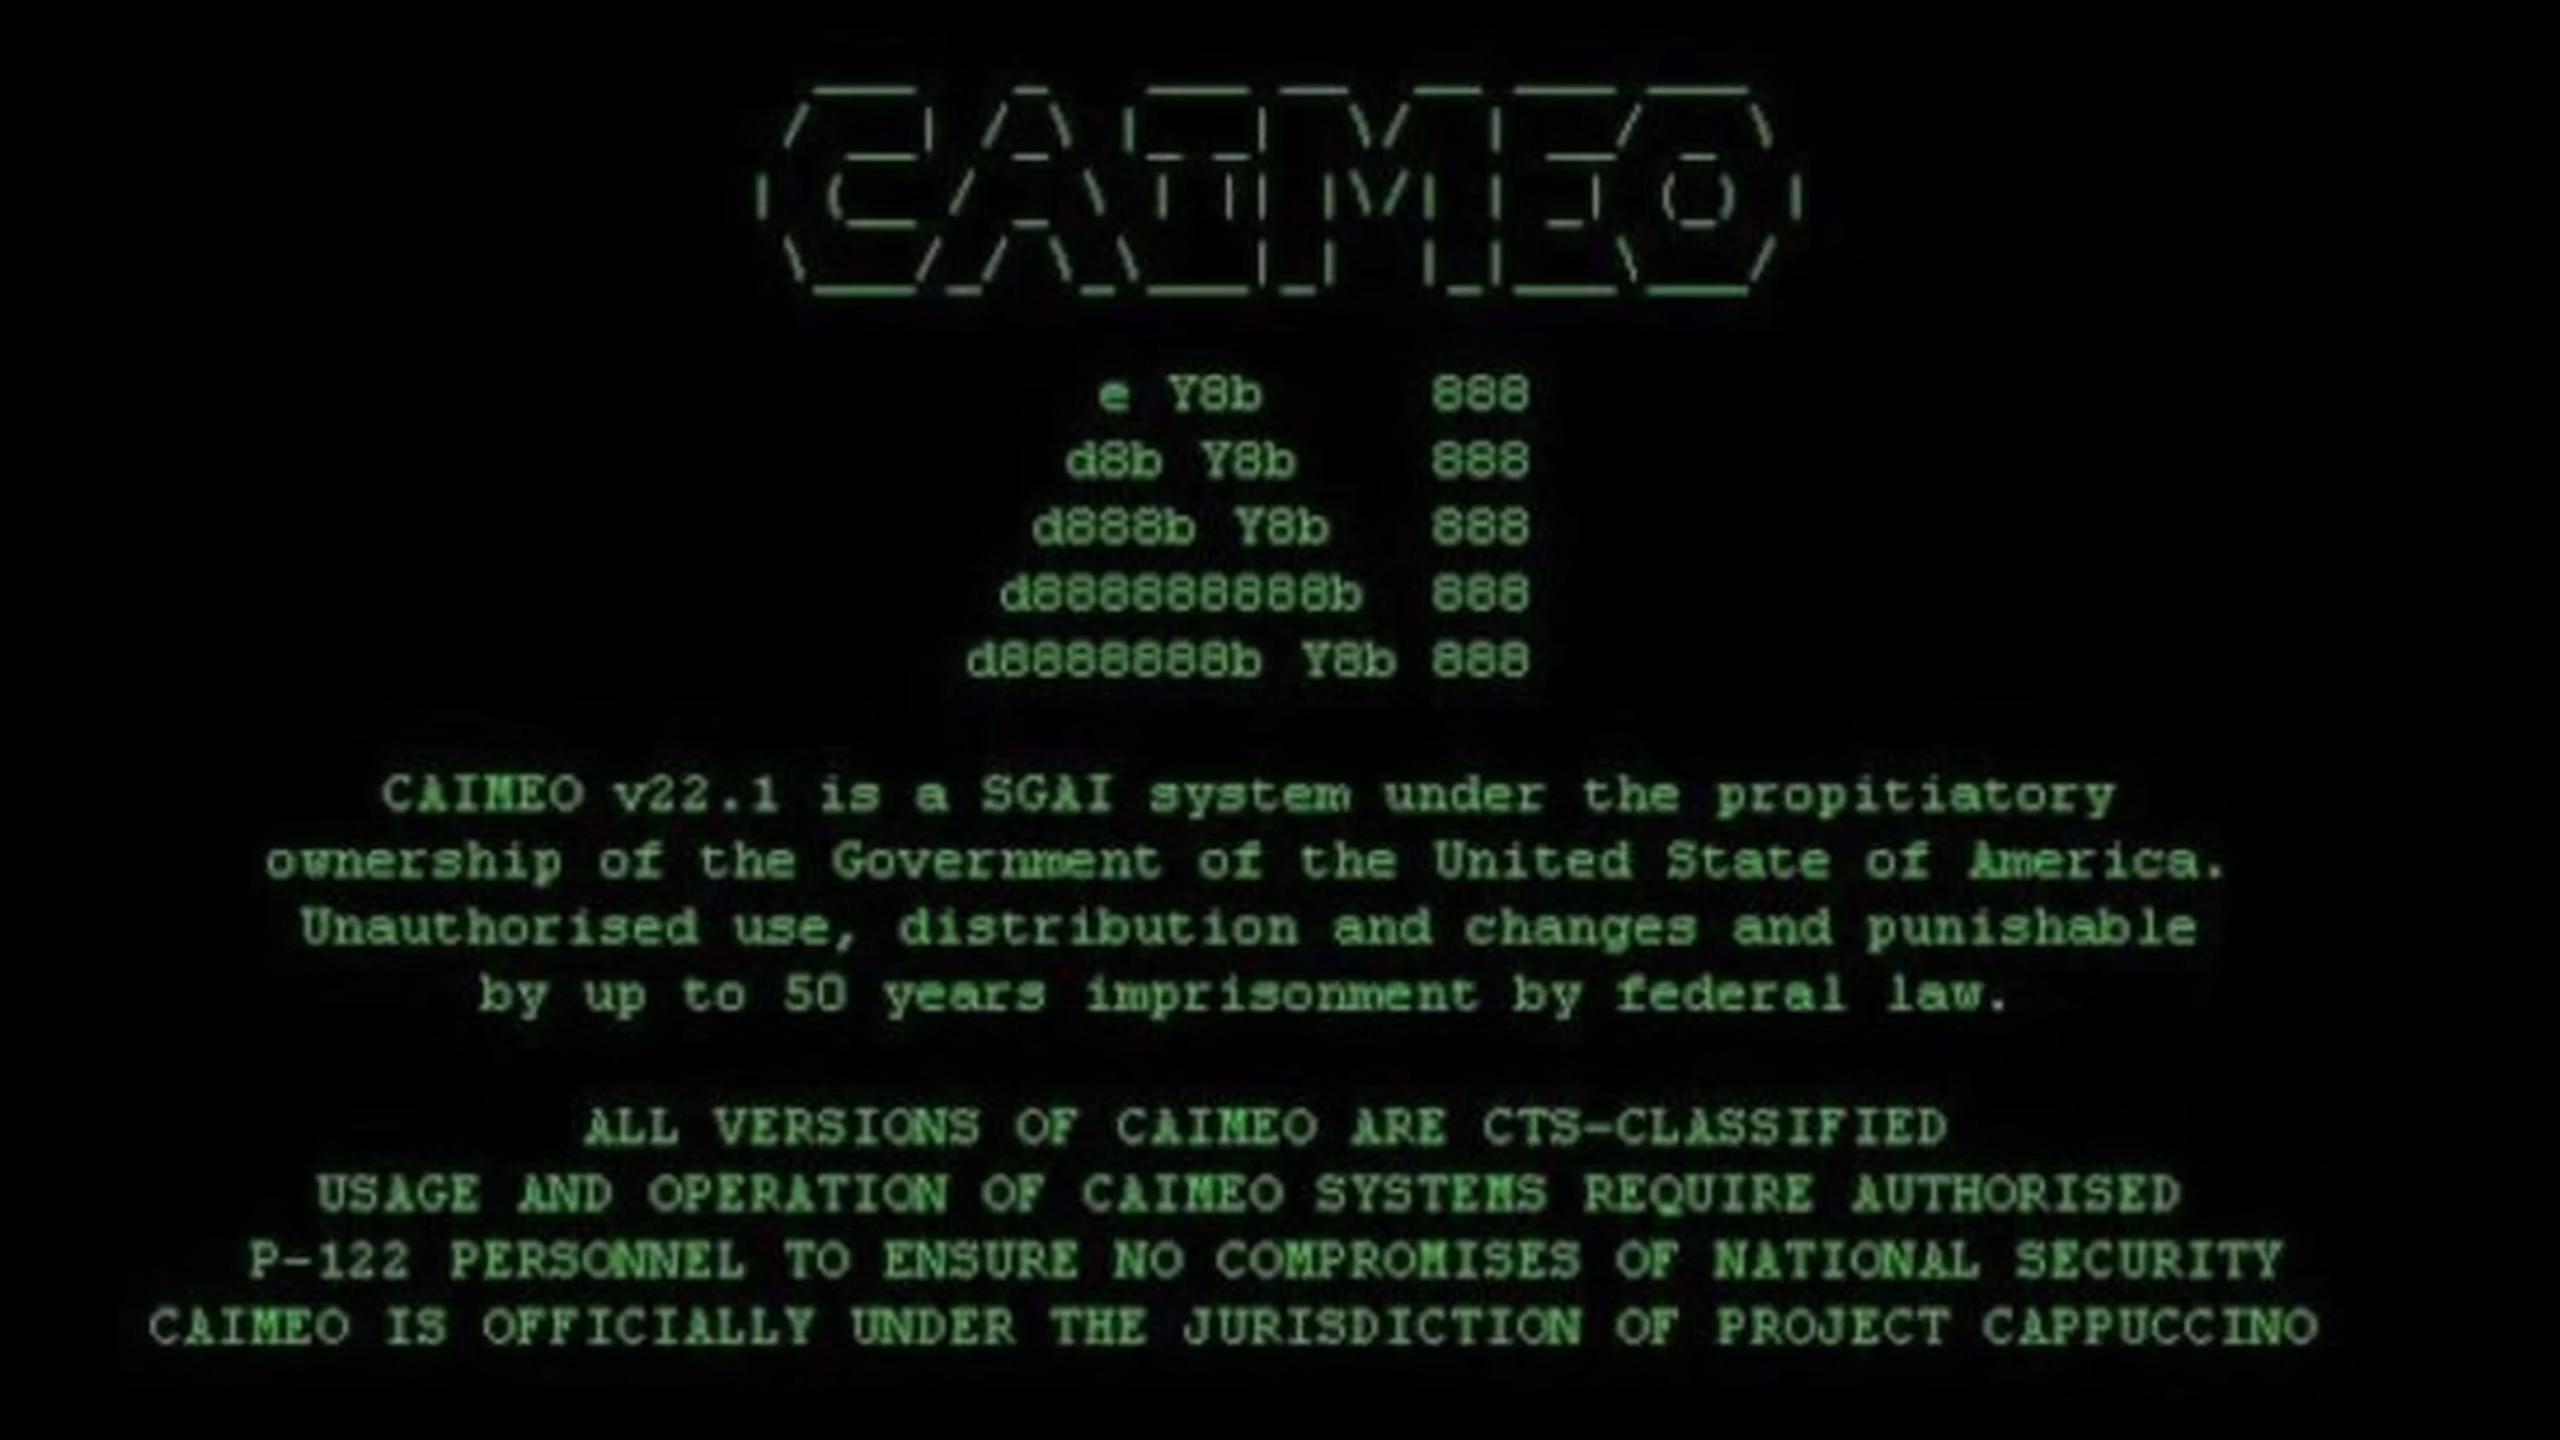 CAIMEO
AI
CAIMEO v22.1 is a SGAI system under the propitiatory
ownership of the Government of the United State of America.
Unauthorised use, distribution and changes and punishable
by up to 50 years imprisonment by federal law.
ALL VERSIONS OF CAIMEO ARE CTS-CLASSIFIED
USAGE AND OPERATION OF CAIMEO SYSTEMS REQUIRE AUTHORISED
P-122 PERSONNEL TO ENSURE NO COMPROMISES OF NATIONAL SECURITY
CAIMEO IS OFFICIALLY UNDER THE JURISDICTION OF PROJECT CAPPUCCINO